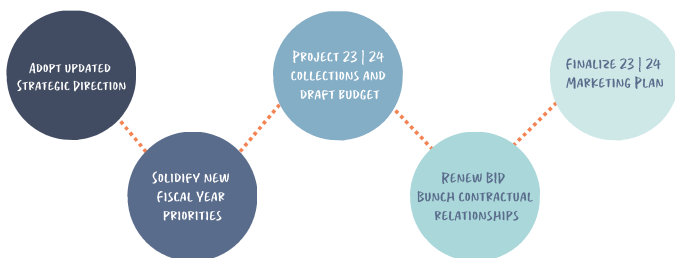 Adopt updated
Strategic Direction
Solidify new
Fiscal Year
priorities
Project 23 | 24
collections and
draft budget
Renew BID
Bunch contractual
relationships
Finalize 23 | 24
Marketing Plan